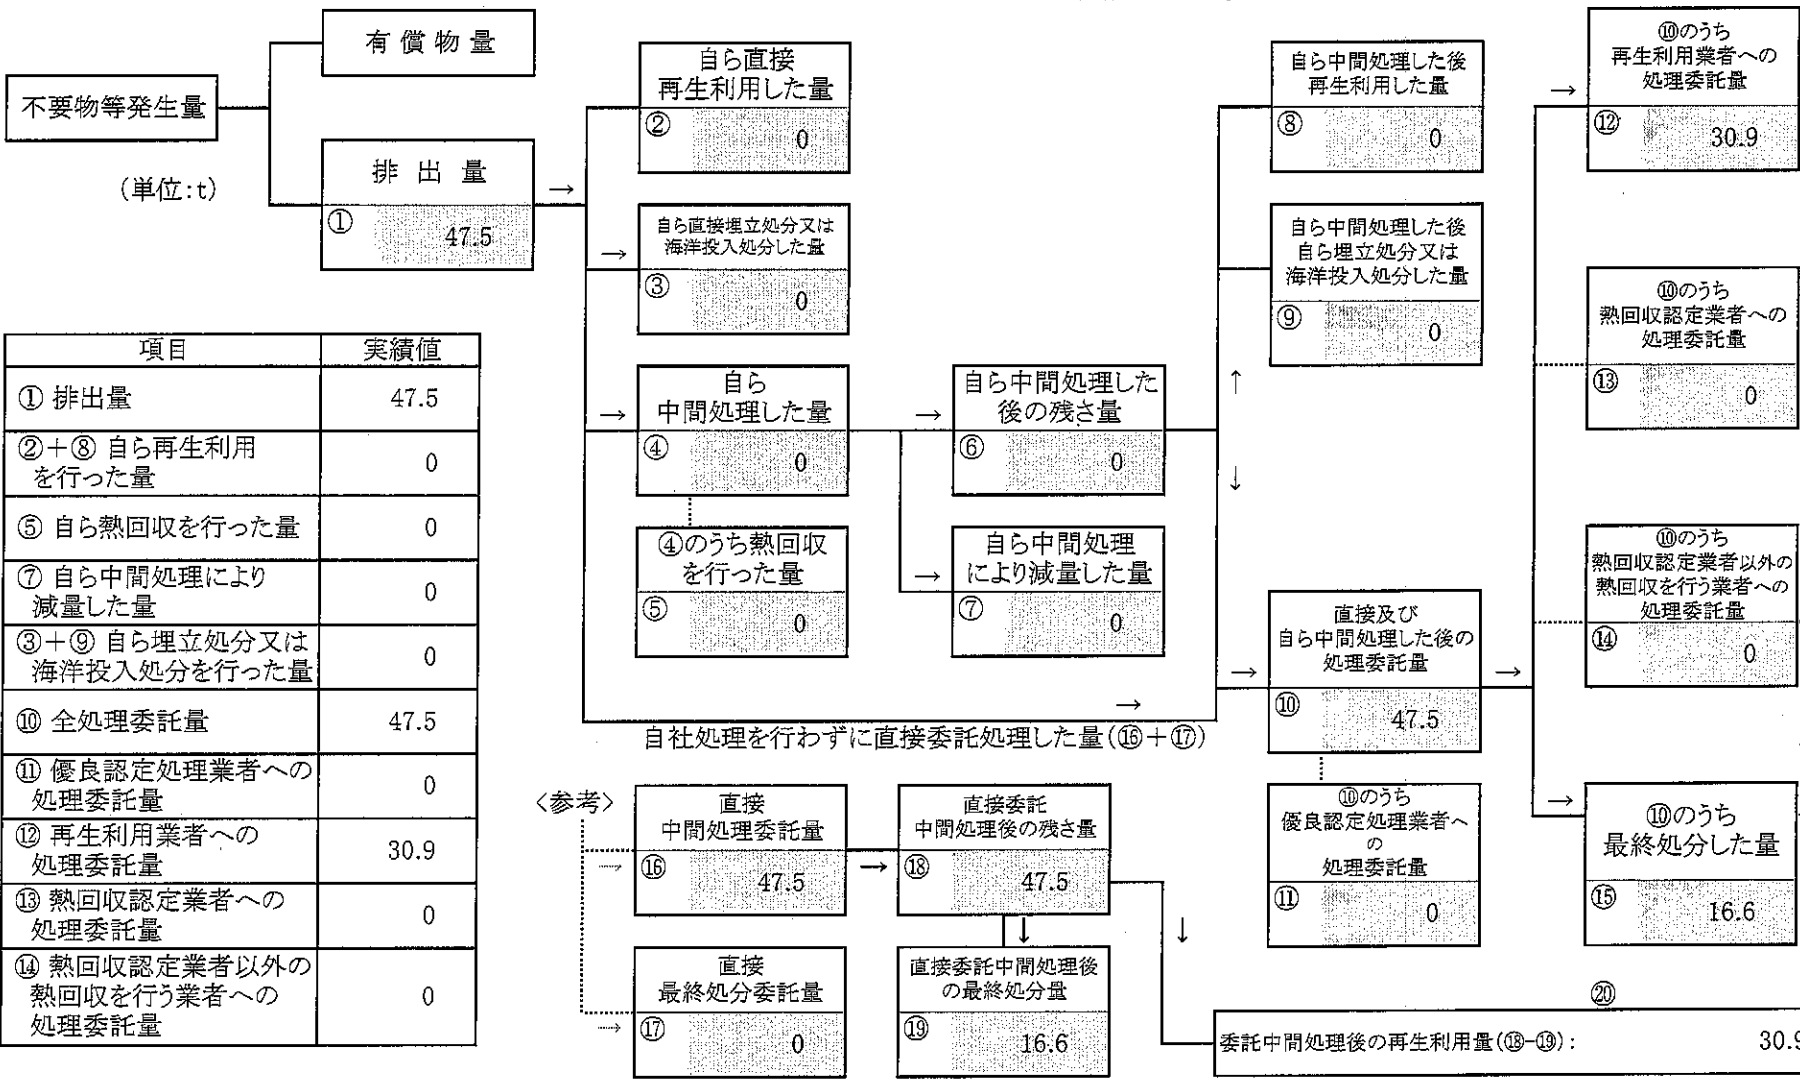 有償物量
不要物等発生量
(単位:t)
排出量
→
①
47.5
自ら直接
再生利用した量
②
0
→
自ら直接埋立処分又は
海洋投入処分した量
③
0
→
自ら
中間処理した量
④
0
④のうち熱回収
を行った量
⑤
0
→
自ら中間処理した
後の残さ量
⑥
0
→
自ら中間処理
により減量した量
⑦
0
→
自社処理を行わずに直接委託処理した量(⑯+⑰)
自ら中間処理した後
再生利用した量
⑧
0
自ら中間処理した後
自ら埋立処分又は
海洋投入処分した量
⑨
0
↑
↓
→
直接及び
自ら中間処理した後の
処理委託量
⑩
47.5
→
⑩のうち
優良認定処理業者へ
の
処理委託量
⑪
0
→
⑩のうち
再生利用業者への
処理委託量
⑫
30.9
⑩のうち
熱回収認定業者への
処理委託量
⑬
0
⑩のうち
熱回収認定業者以外の
熱回収を行う業者への
処理委託量
⑭
0
→
⑩のうち
最終処分した量
⑮
16.6
項目 実績値
① 排出量 47.5
②+⑧ 自ら再生利用
を行った量 0
⑤ 自ら熱回収を行った量 0
⑦ 自ら中間処理により
減量した量 0
③+⑨ 自ら埋立処分又は
海洋投入処分を行った量 0
⑩ 全処理委託量 47.5
⑪ 優良認定処理業者への
処理委託量 0
⑫ 再生利用業者への
処理委託量 30.9
⑬ 熱回収認定業者への
処理委託量 0
⑭ 熱回収認定業者以外の
熱回収を行う業者への
処理委託量 0
〈参考〉
→
直接
中間処理委託量
⑯
47.5
→
直接委託
中間処理後の残さ量
⑱
47.5
↓
↓
→
直接
最終処分委託量
⑰
0
直接委託中間処理後
の最終処分量
⑲
16.6
⑳
委託中間処理後の再生利用量(⑱-⑲): 30.9